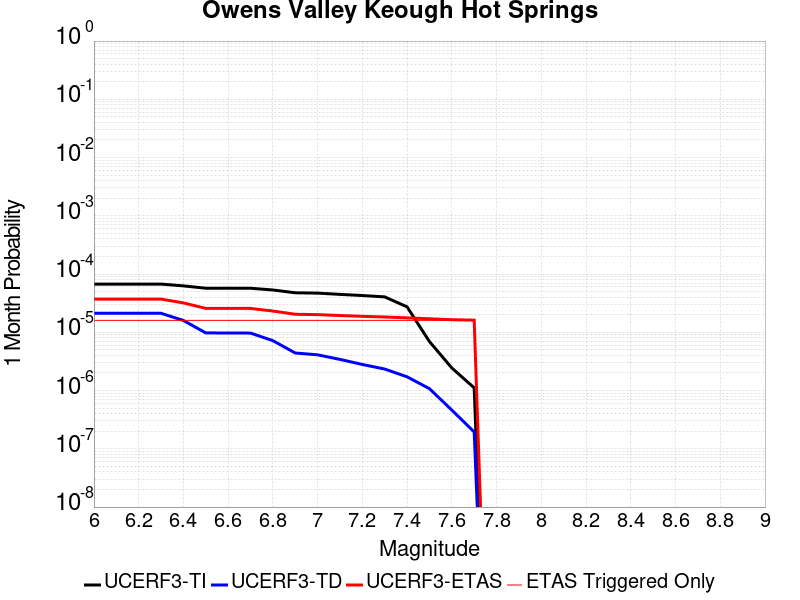 Owens Valley Keough Hot Springs
10^0
10^-1
10^-2
10^-3
10^-4
10^-5
10^-6
10^-7
10^-8
1 Month Probability
6 6.2 6.4 6.6 6.8 7 7.2 7.4 7.6 7.8 8 8.2 8.4 8.6 8.8 9
Magnitude
UCERF3-TI UCERF3-TD UCERF3-ETAS ETAS Triggered Only